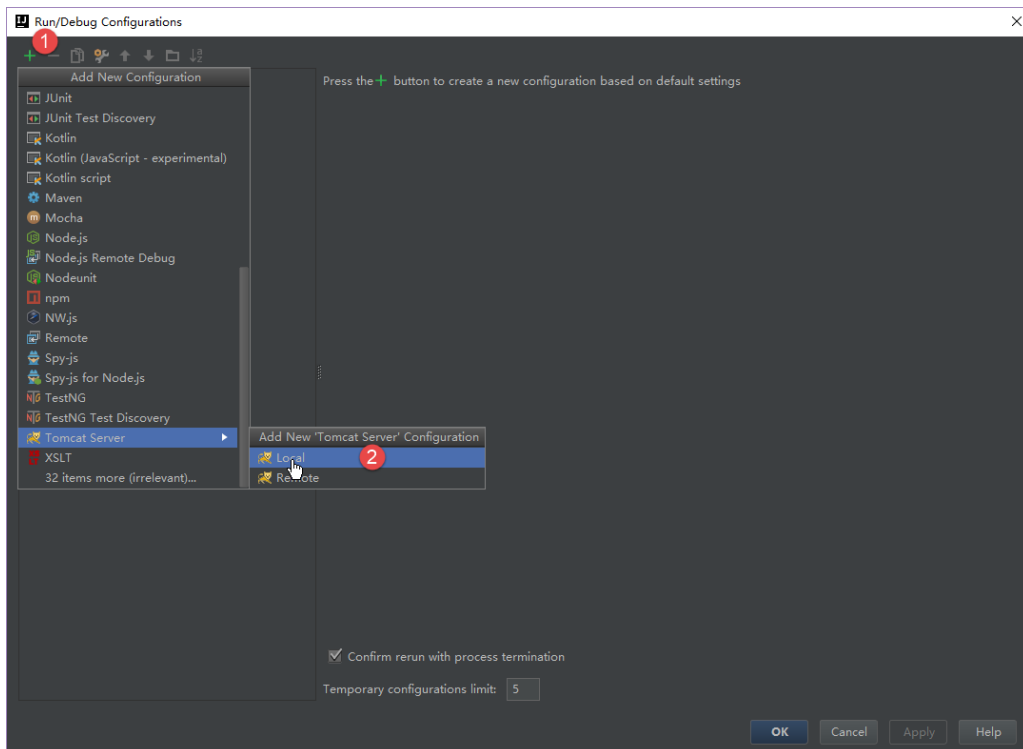 Run/Debug Configurations
1
Add New Configuration
Press the + button to create a new configuration based on default settings
JUnit
JUnit Test Discovery
Kotlin
Kotlin (JavaScript - experimental)
Kotlin script
Maven
Mocha
Node.js
Node.js Remote Debug
Nodeunit
npm
NW.js
Remote
Spy-js
Spy-js for Node.js
TestNG
TestNG Test Discovery
Tomcat Server
Add New 'Tomcat Server' Configuration
XSLT
Local
2
32 items more (irrelevant)...
Remote
Confirm rerun with process termination
Temporary configurations limit: 5
OK
Cancel
Apply
Help